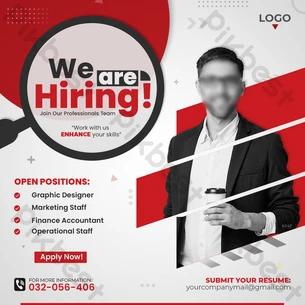 LOGO
We are
Hiring!
Join Our Professionals Team
"Work with us
ENHANCE your skills"
OPEN POSITIONS:
Graphic Designer
Marketing Staff
Finance Accountant
Operational Staff
Apply Now!
FOR MORE INFORMATION:
032-056-406
SUBMIT YOUR RESUME:
yourcompanymail@gmail.com